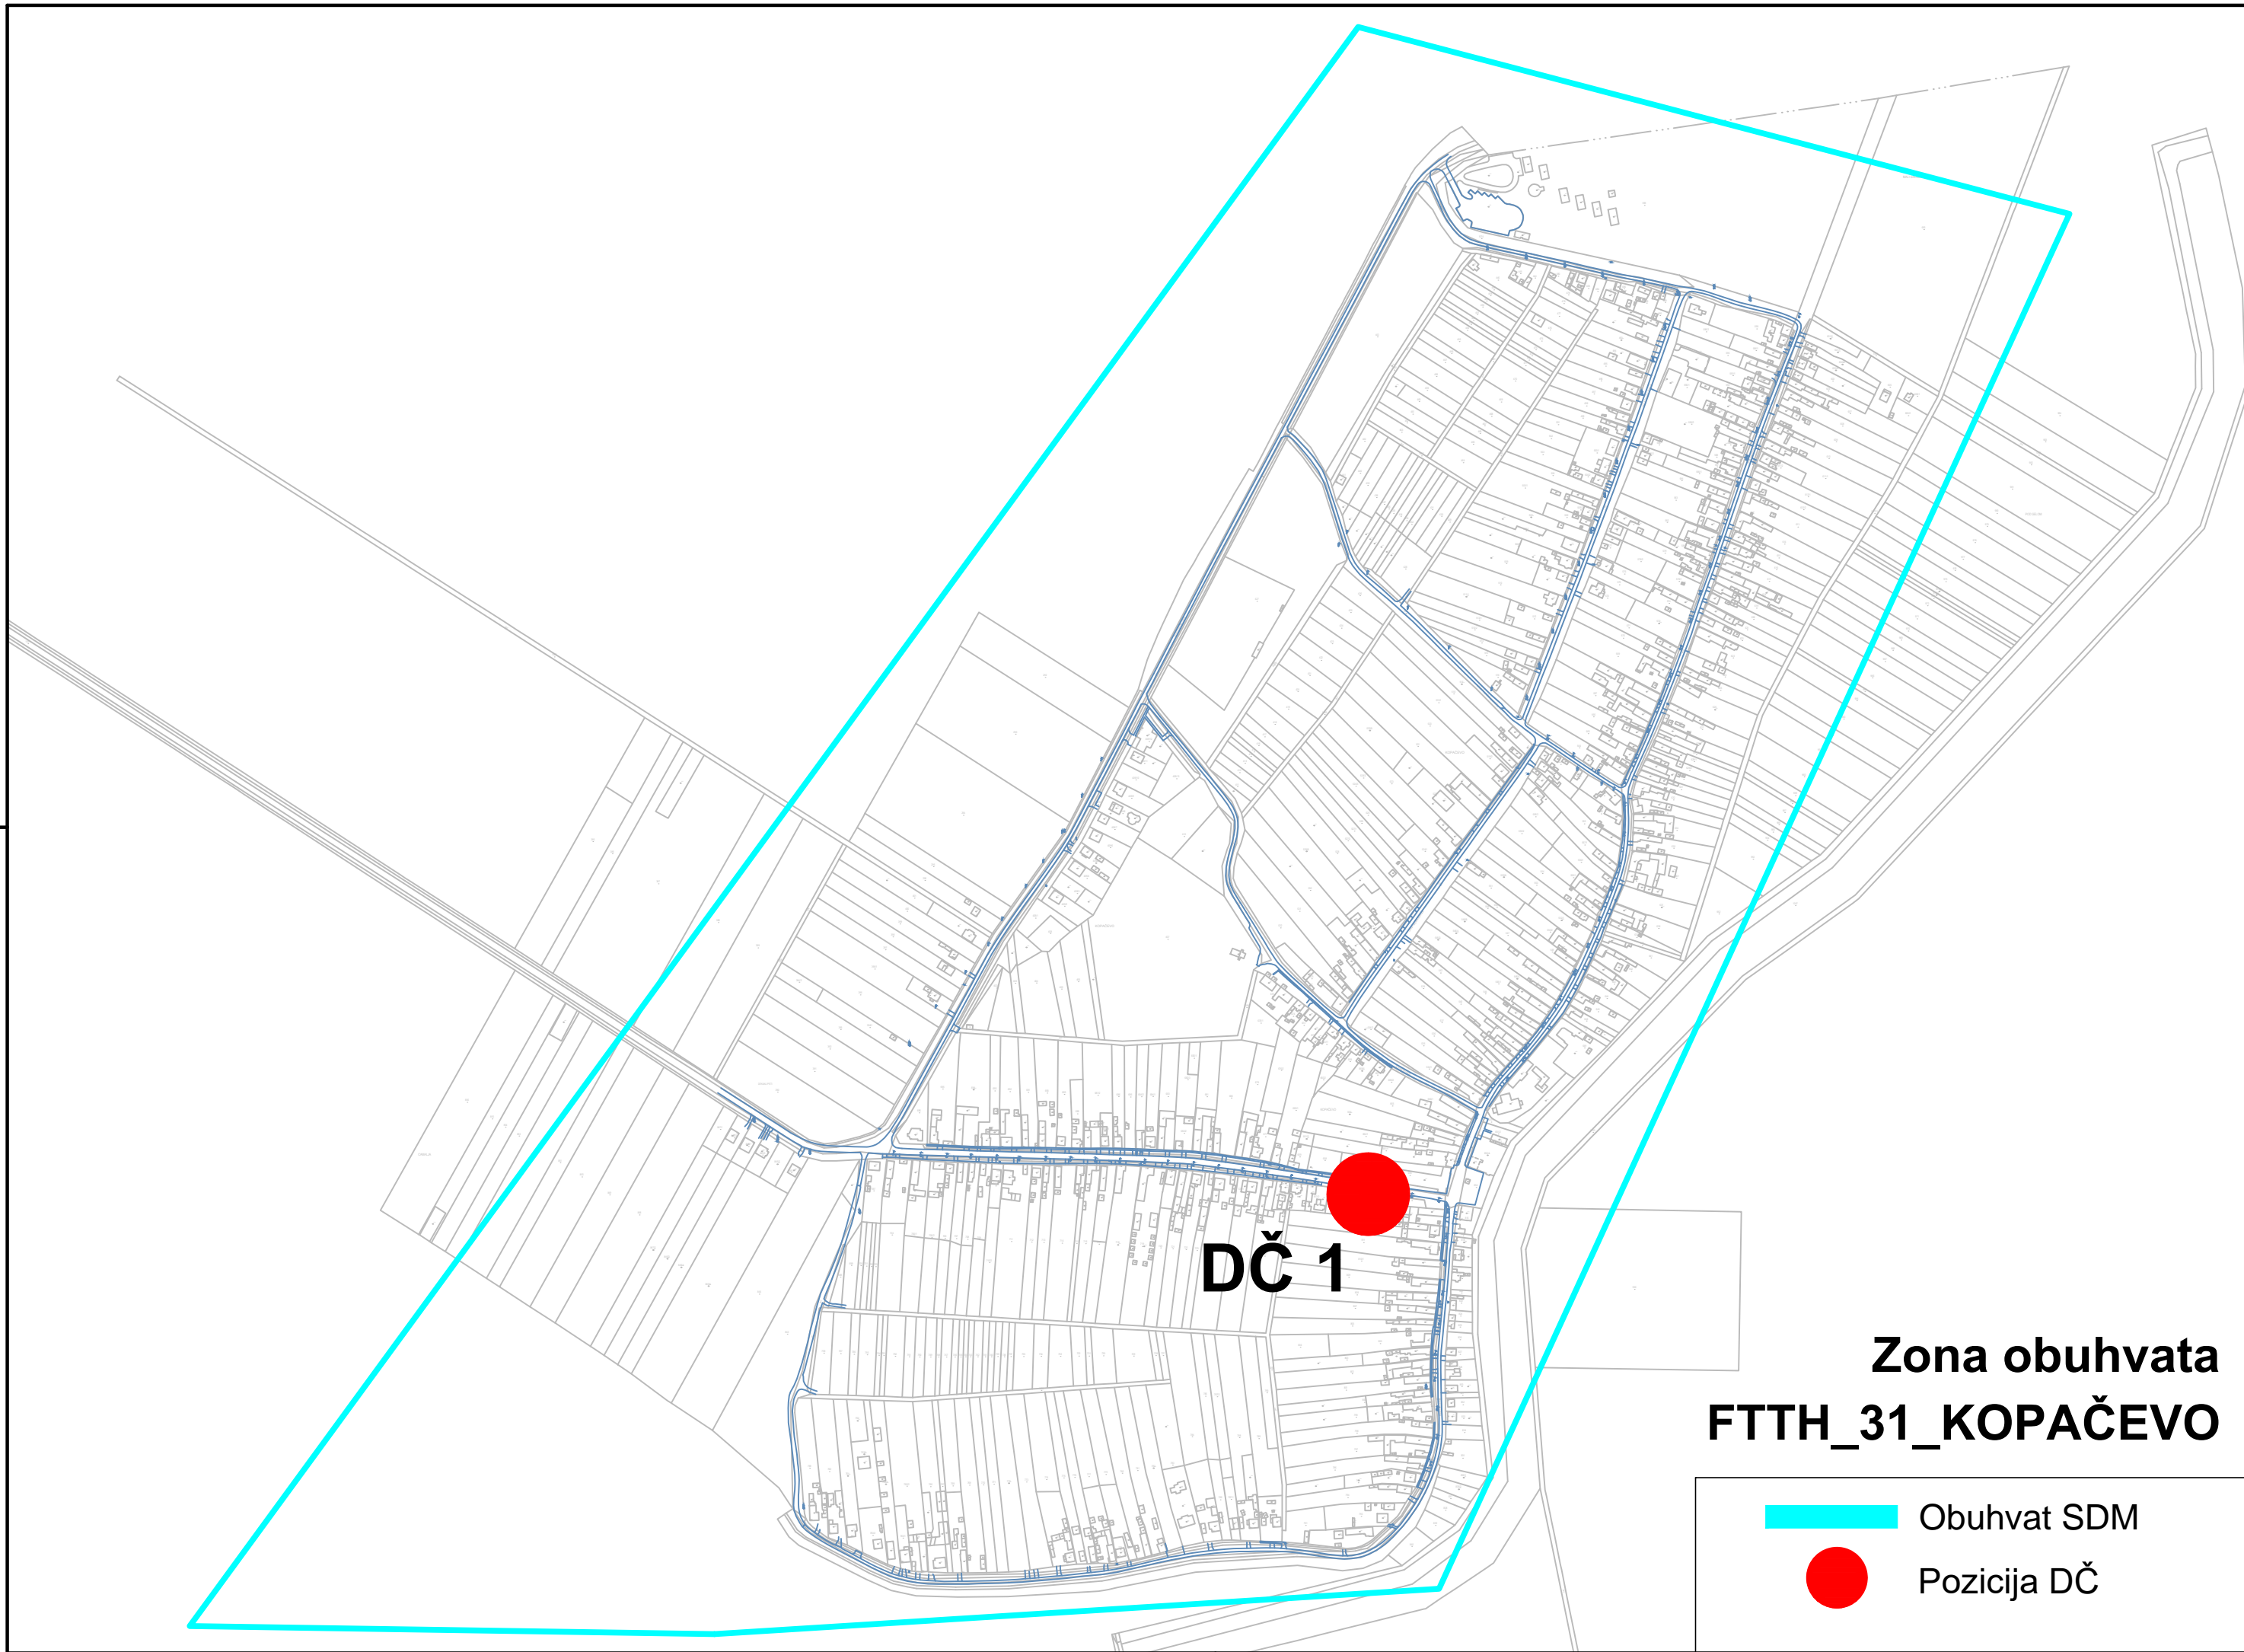 DČ 1
Zona obuhvata
FTTH_31_KOPAČEVO
Obuhvat SDM
Pozicija DČ